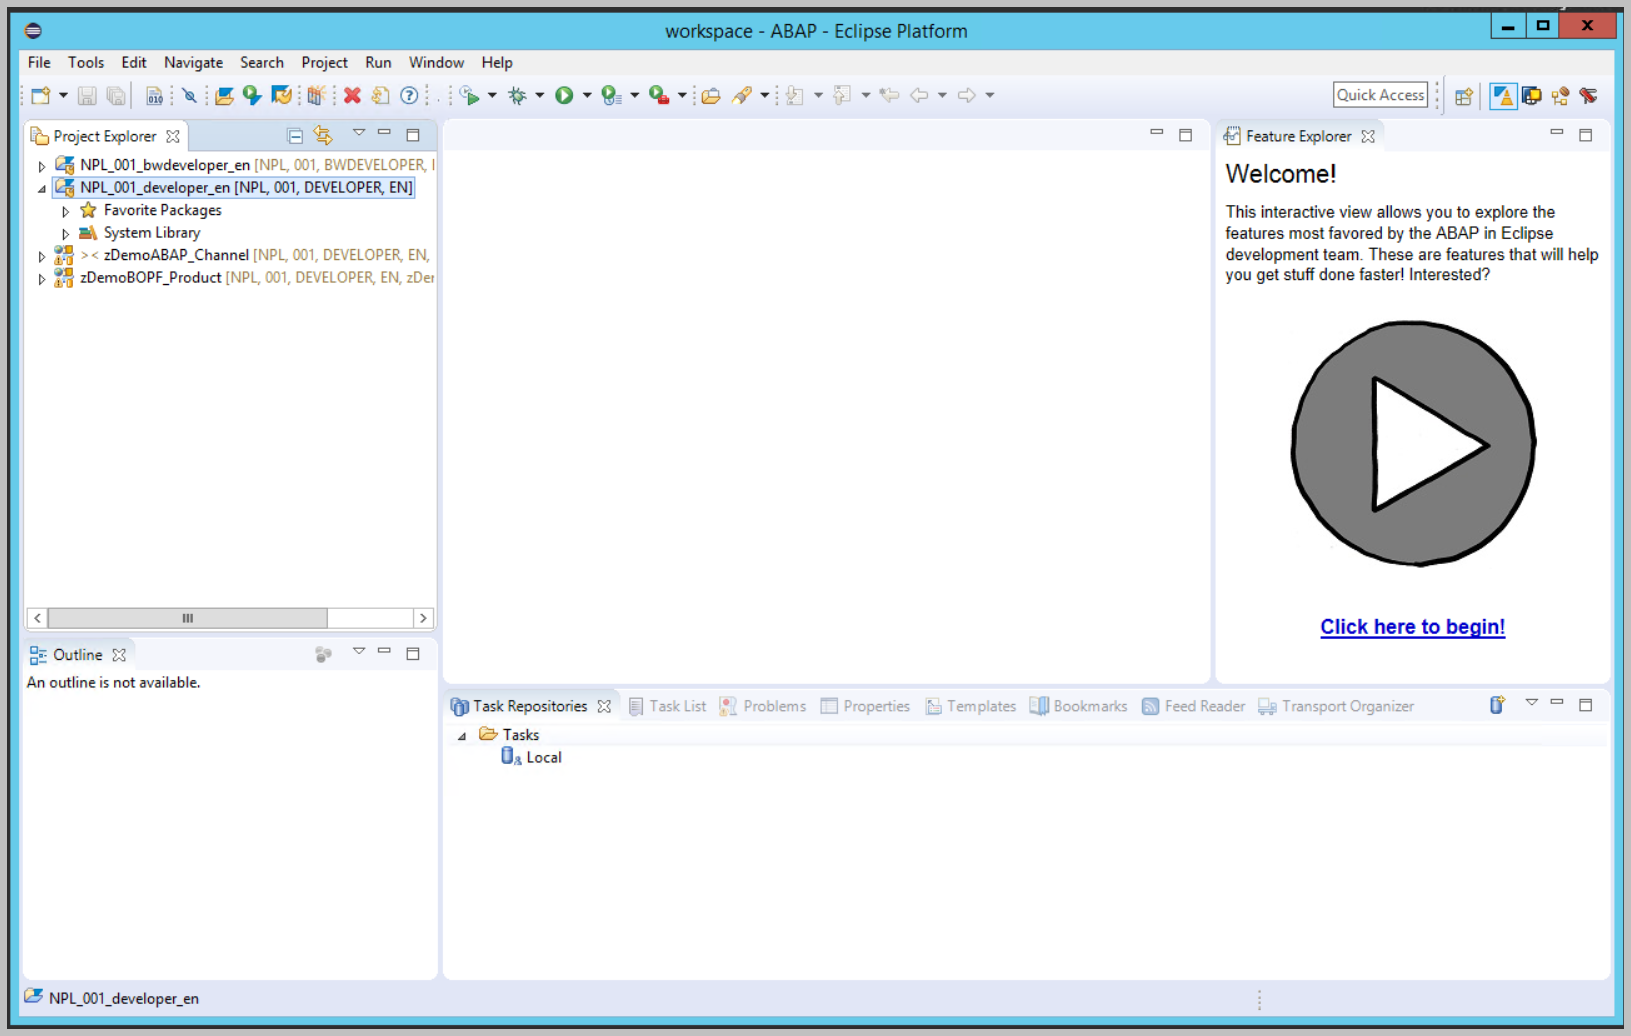 workspace - ABAP - Eclipse Platform
File Tools Edit Navigate Search Project Run Window Help
010
Quick Access
Project Explorer
NPL_001_bwdeveloper_en [NPL, 001, BWDEVELOPER,
NPL_001_developer_en [NPL, 001, DEVELOPER, EN]
Favorite Packages
System Library
> < zDemoABAP_Channel [NPL, 001, DEVELOPER, EN,
zDemoBOPF_Product [NPL, 001, DEVELOPER, EN, zDer
Feature Explorer
Welcome!
This interactive view allows you to explore the
features most favored by the ABAP in Eclipse
development team. These are features that will help
you get stuff done faster! Interested?
Click here to begin!
Outline
An outline is not available.
Task Repositories Task List Problems Properties Templates Bookmarks Feed Reader Transport Organizer
Tasks
Local
NPL_001_developer_en